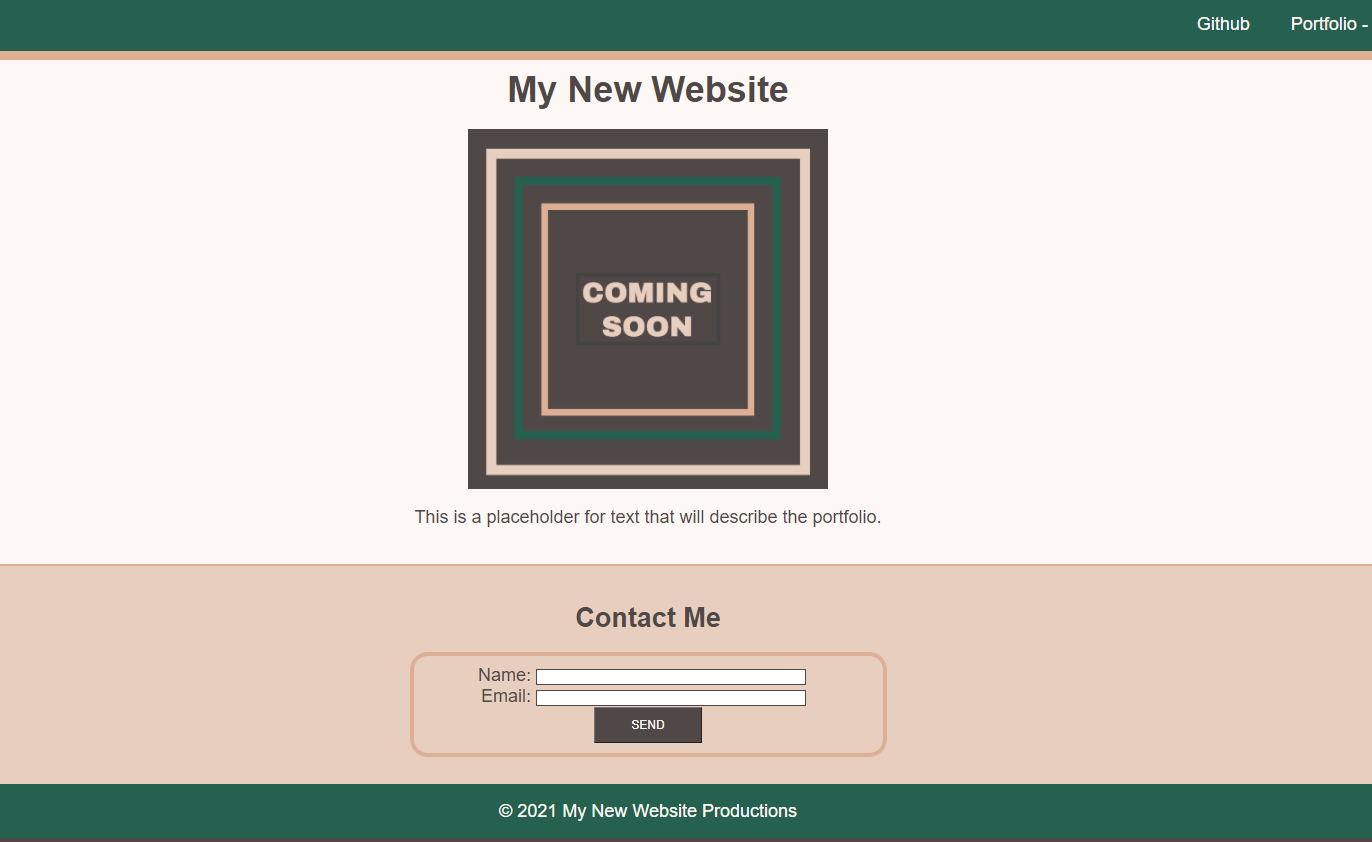 Github Portfolio -
My New Website
COMING
SOON
This is a placeholder for text that will describe the portfolio.
Contact Me
Name:
Email:
SEND
© 2021 My New Website Productions